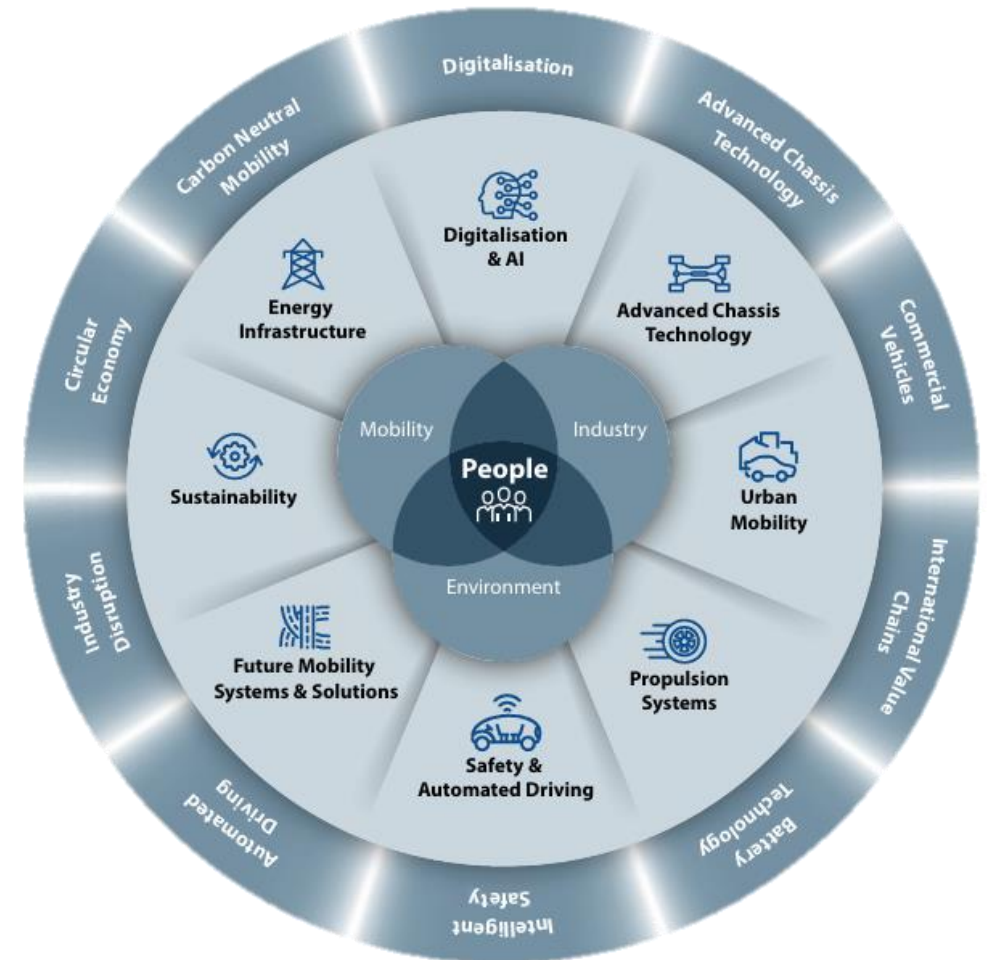 Digitalisation
Advanced Chassis
Technology
Commercial
Vehicles
International Value
Chains
Battery
Technology
Intelligent
Safety
Automated
Driving
Industry
Disruption
Circular
Economy
Carbon Neutral
Mobility
Digitalisation
& AI
Advanced Chassis
Technology
Urban
Mobility
Propulsion
Systems
Safety &
Automated Driving
Future Mobility
Systems & Solutions
Sustainability
Energy
Infrastructure
Mobility
Industry
People
Environment